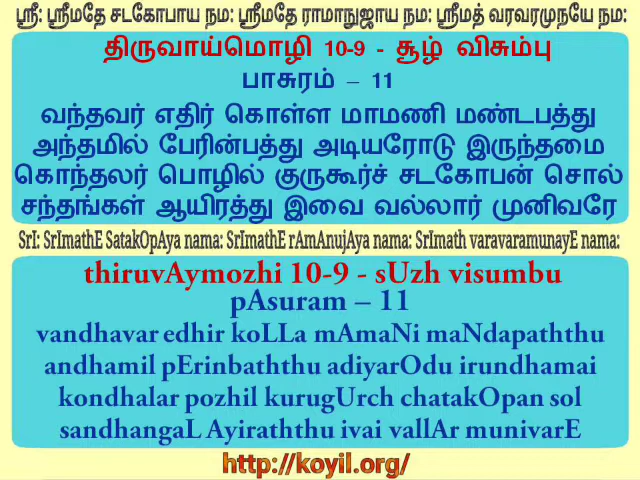 ஸ்ரீ: ஸ்ரீமதே சடகோபாய நம: ஸ்ரீமதே ராமாநுஜாய நம: ஸ்ரீமத் வரவரமுநயே நம:
திருவாய்மொழி 10-9 - சூழ் விசும்பு
பாசுரம் – 11
வந்தவர் எதிர் கொள்ள மாமணி மண்டபத்து
அந்தமில் பேரின்பத்து அடியரோடு இருந்தமை
கொந்தலர் பொழில் குருகூர்ச் சடகோபன் சொல்
சந்தங்கள் ஆயிரத்து இவை வல்லார் முனிவரே
SrI: SrImathE SatakOpAya nama: SrImathE rAmAnujAya nama: SrImath varavaramunayE nama:
thiruvAymozhi 10-9 - sUzh visumbu
pAsuram – 11
vandhavar edhir koLLa mAmaNi maNdapaththu
andhamil pErinbaththu adiyarOdu irundhamai
kondhalar pozhil kurugUrch chatakOpan sol
sandhangaL Ayiraththu ivai vallAr munivarE
http://koyil.org/